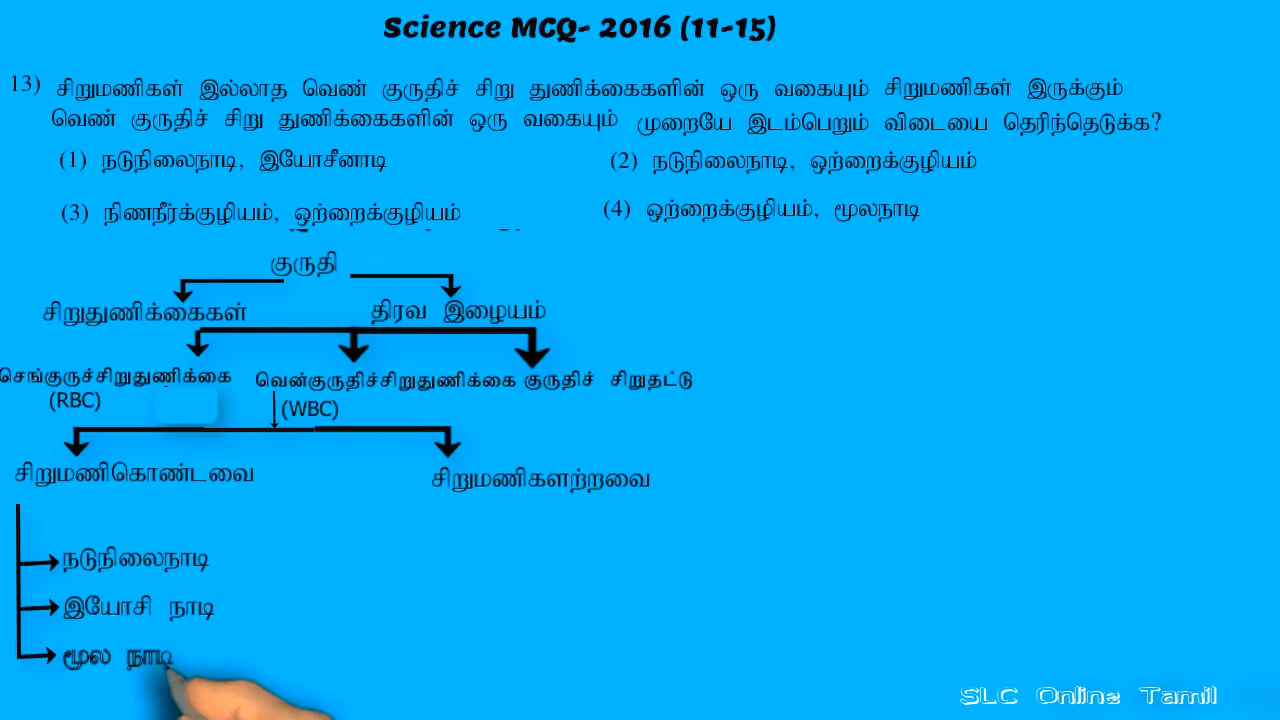 Science MCQ- 2016 (11-15)
13) சிறுமணிகள் இல்லாத வெண் குருதிச் சிறு துணிக்கைகளின் ஒரு வகையும் சிறுமணிகள் இருக்கும்
வெண் குருதிச் சிறு துணிக்கைகளின் ஒரு வகையும் முறையே இடம்பெறும் விடையை தெரிந்தெடுக்க?
(1) நடுநிலைநாடி, இயோசீனாடி (2) நடுநிலைநாடி, ஒற்றைக்குழியம்
(3) நிணநீர்க்குழியம், ஒற்றைக்குழியம் (4) ஒற்றைக்குழியம், மூலநாடி
குருதி
சிறுதுணிக்கைகள் திரவ இழையம்
செங்குருச்சிறுதுணிக்கை வென்குருதிச்சிறுதுணிக்கை குருதிச் சிறுதட்டு
(RBC) (WBC)
சிறுமணிகொண்டவை சிறுமணிகளற்றவை
நடுநிலைநாடி
இயோசி நாடி
மூல நாடி
SLC Online Tamil